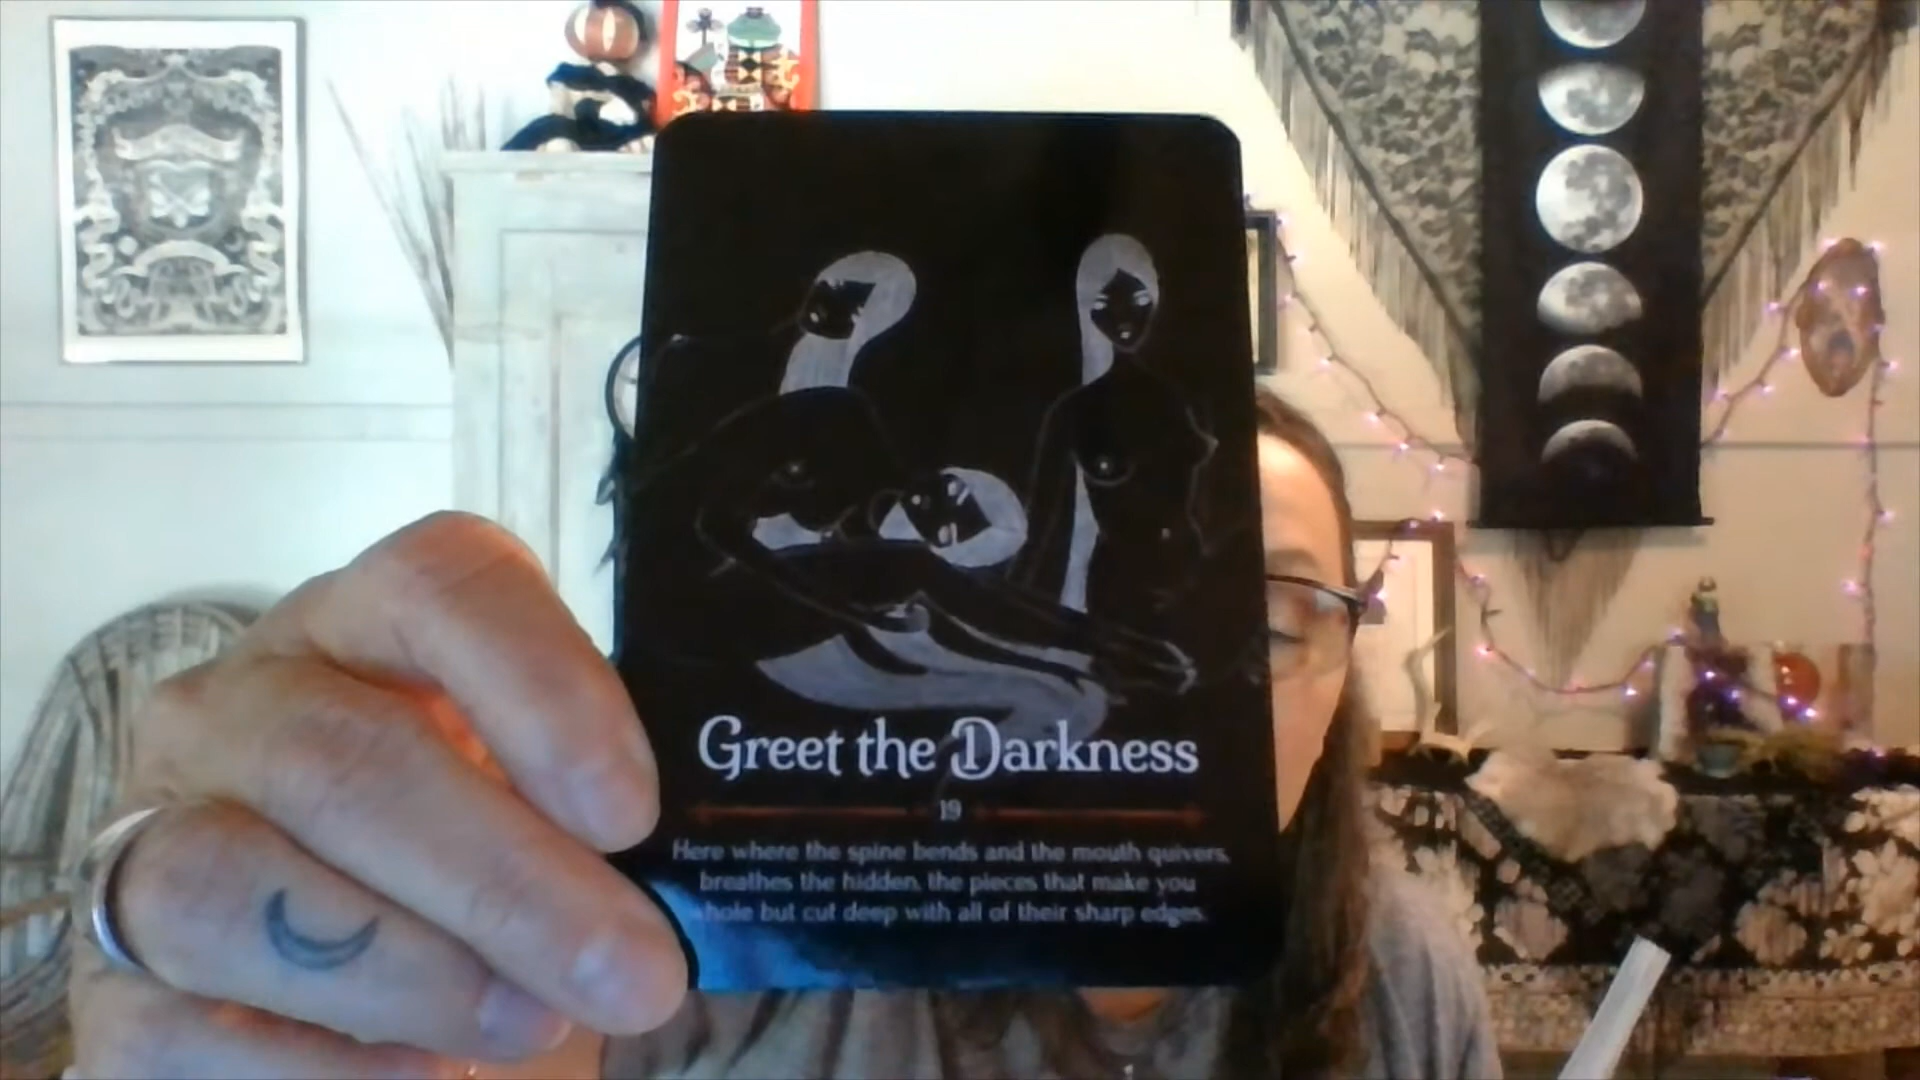 Greet the Darkness
19
Here where the spine bends and the mouth quivers,
breathes the hidden, the pieces that make you
whole but cut deep with all of their sharp edges.